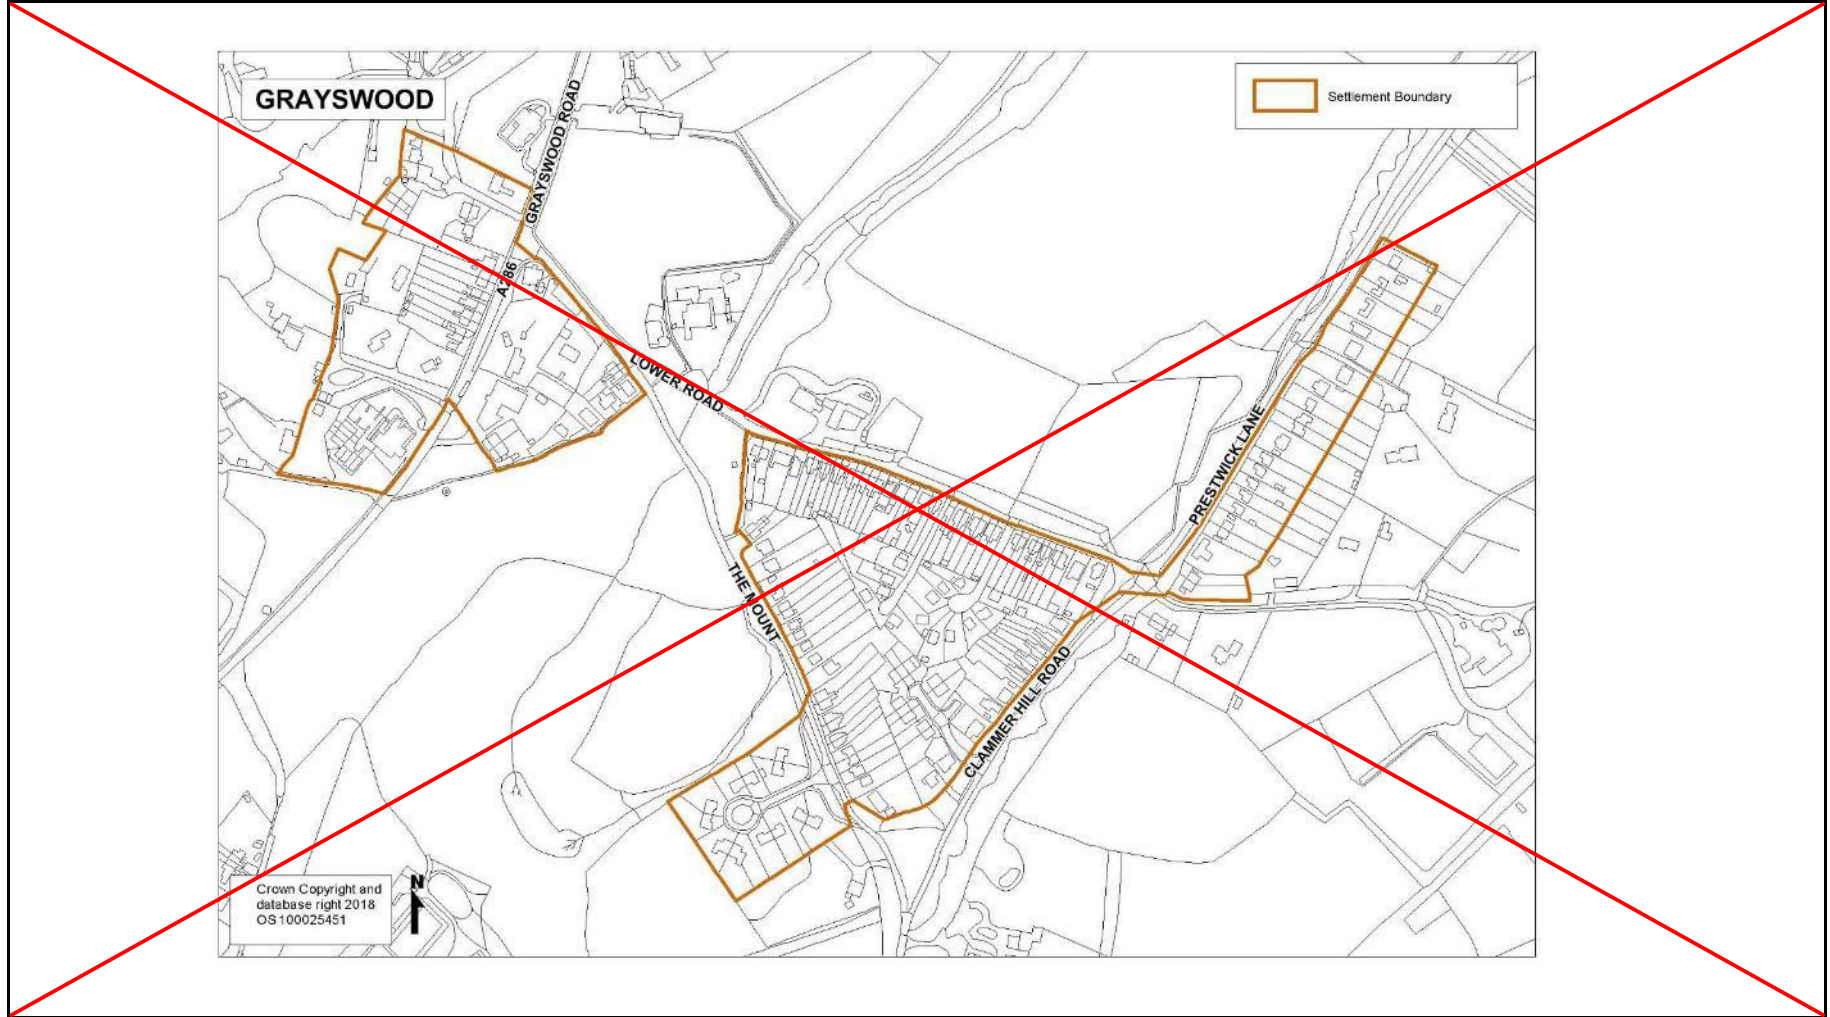 GRAYSWOOD
GRAYSWOOD ROAD
Settlement Boundary
A286
LOWER ROAD
PRESTWICK LANE
THE MOUNT
CLAMMER HILL ROAD
Crown Copyright and
database right 2018
OS100025451
N